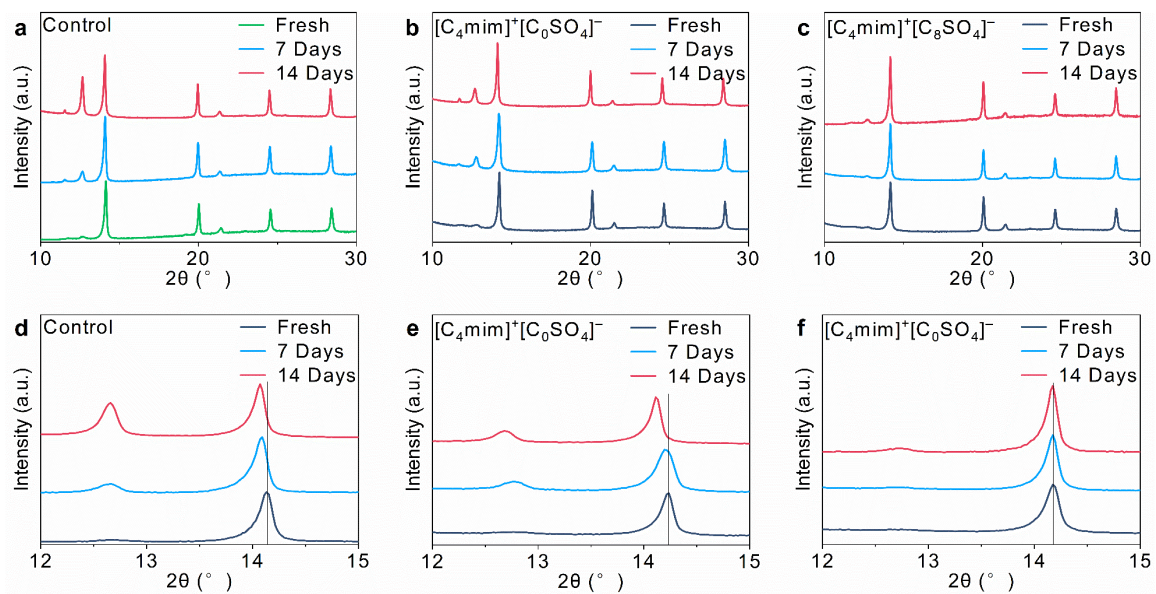 a Control
Fresh
7 Days
14 Days
Intensity (a.u.)
10 20 30
2θ (°)
b [C₄mim]⁺[C₀SO₄]⁻
Fresh
7 Days
14 Days
Intensity (a.u.)
10 20 30
2θ (°)
c [C₄mim]⁺[C₈SO₄]⁻
Fresh
7 Days
14 Days
Intensity (a.u.)
10 20 30
2θ (°)
d Control
Fresh
7 Days
14 Days
Intensity (a.u.)
12 13 14 15
2θ (°)
e [C₄mim]⁺[C₀SO₄]⁻
Fresh
7 Days
14 Days
Intensity (a.u.)
12 13 14 15
2θ (°)
f [C₄mim]⁺[C₀SO₄]⁻
Fresh
7 Days
14 Days
Intensity (a.u.)
12 13 14 15
2θ (°)